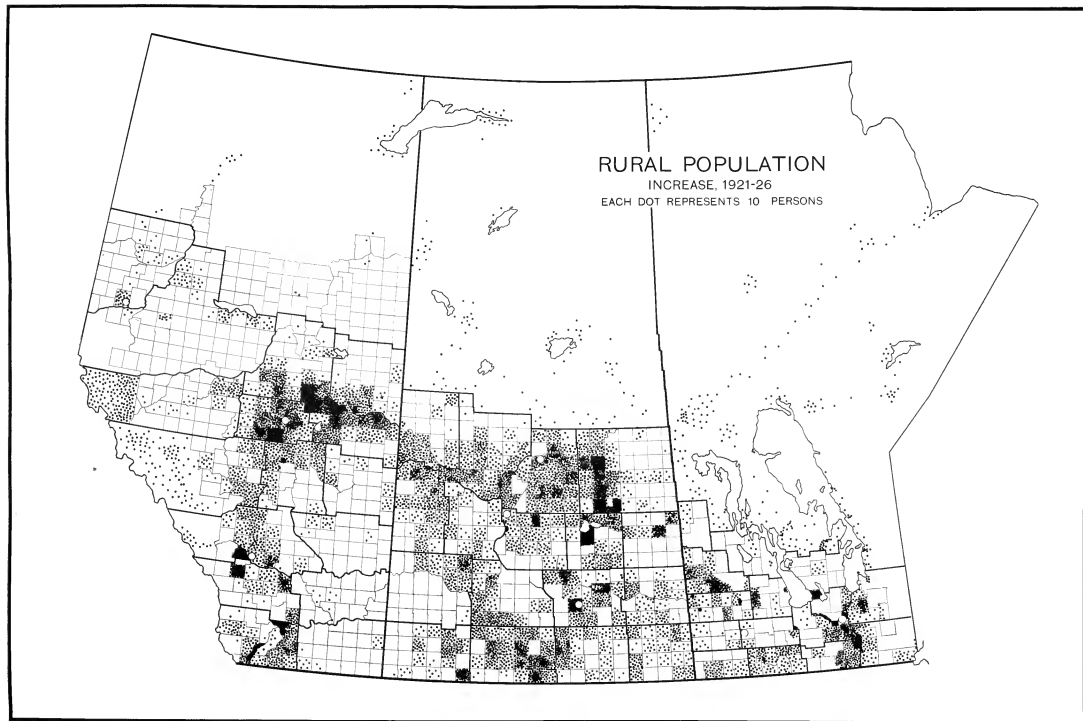 RURAL POPULATION
INCREASE, 1921-26
EACH DOT REPRESENTS 10 PERSONS